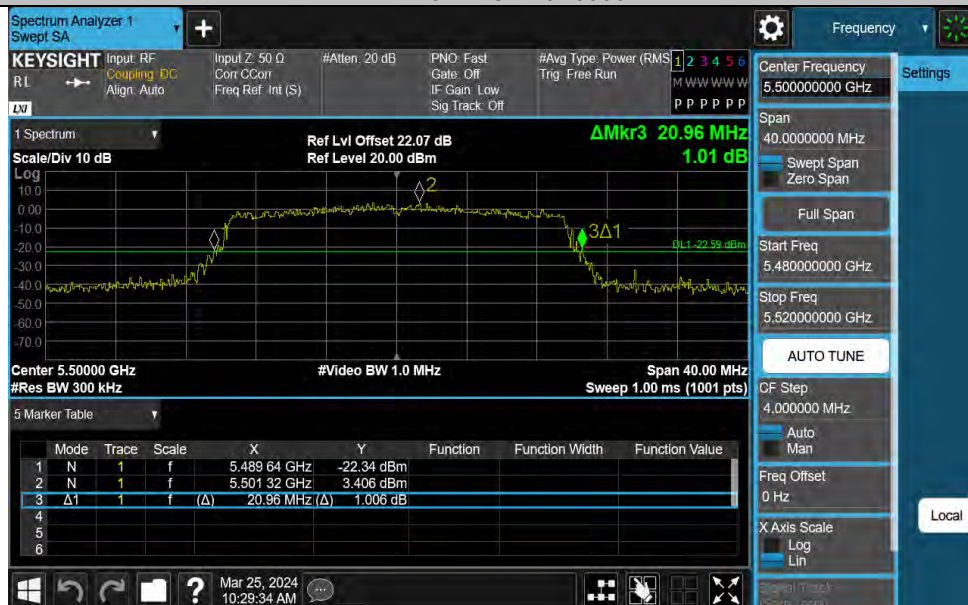 Spectrum Analyzer 1
Swept SA
+
Frequency
KEYSIGHT
RL
LXI
Input: RF
Coupling: DC
Align: Auto
Input Z: 50 Ω
Corr CCorr
Freq Ref: Int (S)
#Atten: 20 dB
PNO: Fast
Gate: Off
IF Gain: Low
Sig Track: Off
#Avg Type: Power (RMS
Trig: Free Run
1 2 3 4 5 6
M W W W W W
P P P P P P
Center Frequency
5.500000000 GHz
Settings
Span
40.0000000 MHz
Swept Span
Zero Span
Full Span
Start Freq
5.480000000 GHz
Stop Freq
5.520000000 GHz
AUTO TUNE
CF Step
4.000000 MHz
Auto
Man
Freq Offset
0 Hz
X Axis Scale
Log
Lin
Signal Track
Local
1 Spectrum
Scale/Div 10 dB
Ref Lvl Offset 22.07 dB
Ref Level 20.00 dBm
ΔMkr3 20.96 MHz
1.01 dB
Log
10.0
0.00
-10.0
-20.0
-30.0
-40.0
-50.0
-60.0
-70.0
2
3Δ1
DL1 -22.59 dBm
Center 5.50000 GHz
#Res BW 300 kHz
#Video BW 1.0 MHz
Span 40.00 MHz
Sweep 1.00 ms (1001 pts)
5 Marker Table
Mode Trace Scale X Y Function Function Width Function Value
1 N 1 f 5.489 64 GHz -22.34 dBm
2 N 1 f 5.501 32 GHz 3.406 dBm
3 Δ1 1 f (Δ) 20.96 MHz (Δ) 1.006 dB
4
5
6
?
Mar 25, 2024
10:29:34 AM